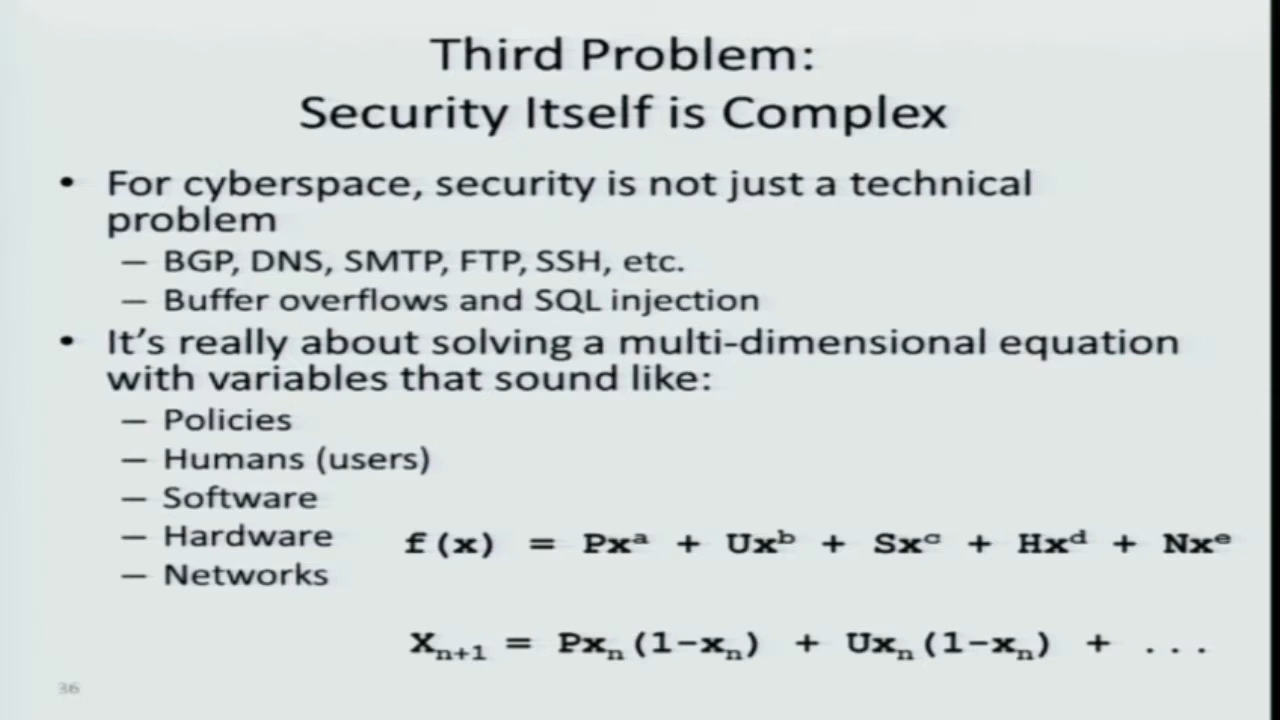 Third Problem:
Security Itself is Complex
• For cyberspace, security is not just a technical
problem
– BGP, DNS, SMTP, FTP, SSH, etc.
– Buffer overflows and SQL injection
• It's really about solving a multi-dimensional equation
with variables that sound like:
– Policies
– Humans (users)
– Software
– Hardware
– Networks
f(x) = Pxᵃ + Uxᵇ + Sxᶜ + Hxᵈ + Nxᵉ
Xₙ₊₁ = Pxₙ(1-xₙ) + Uxₙ(1-xₙ) + ...
36